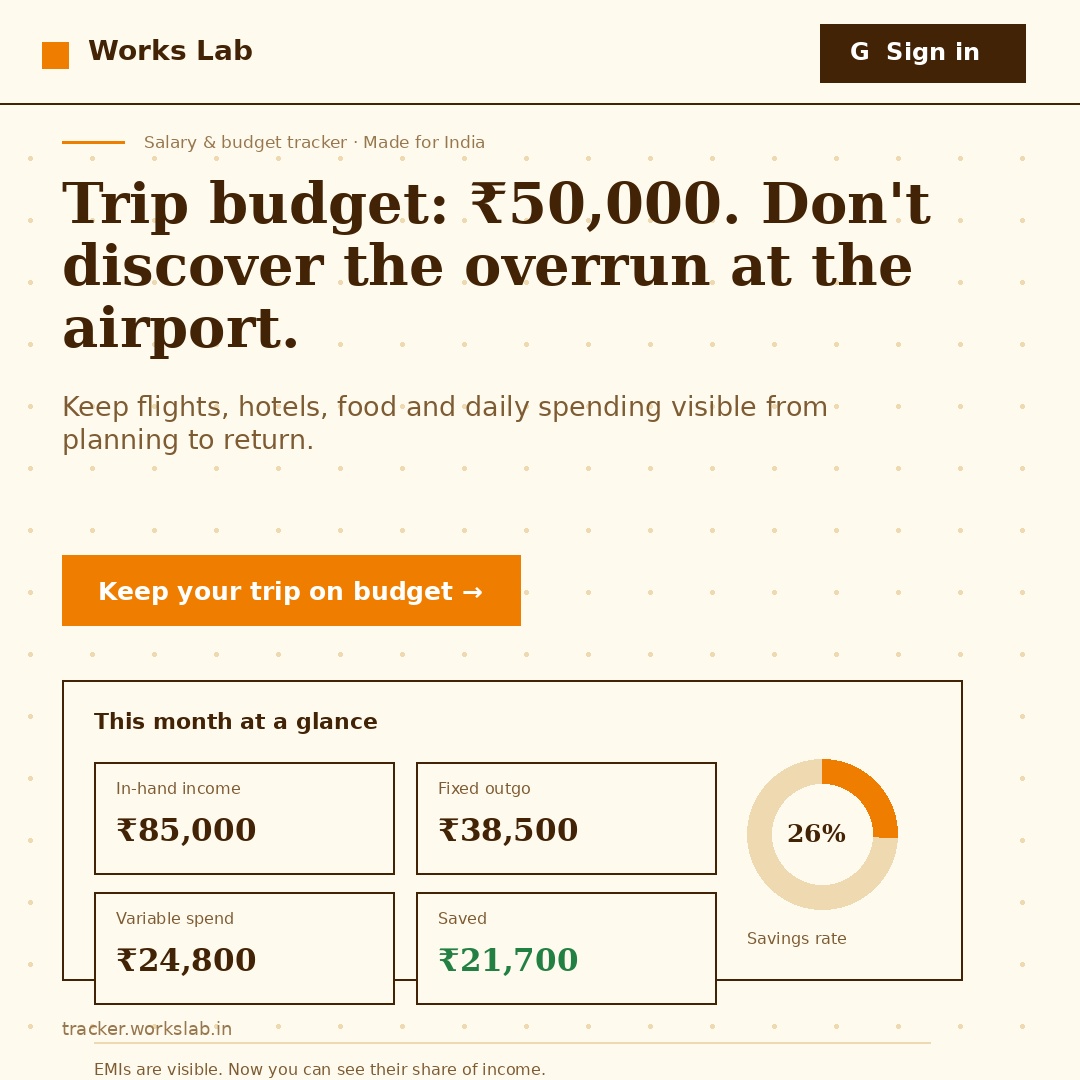 Works Lab
G Sign in
Salary & budget tracker · Made for India
Trip budget: ₹50,000. Don't
discover the overrun at the
airport.
Keep flights, hotels, food and daily spending visible from
planning to return.
Keep your trip on budget →
This month at a glance
In-hand income
₹85,000
Fixed outgo
₹38,500
Variable spend
₹24,800
Saved
₹21,700
26%
Savings rate
tracker.workslab.in
EMIs are visible. Now you can see their share of income.